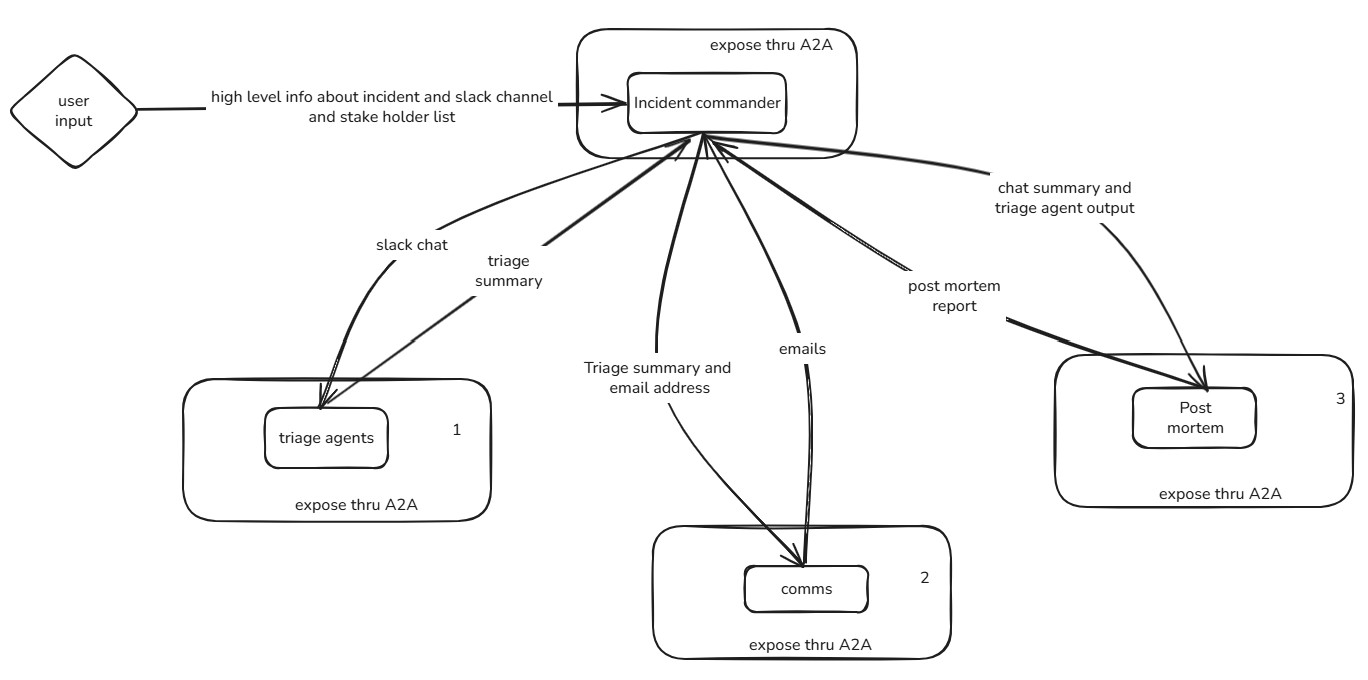 expose thru A2A
user
input
high level info about incident and slack channel
and stake holder list
Incident commander
chat summary and
triage agent output
slack chat
triage
summary
post mortem
report
Triage summary and
email address
emails
triage agents
1
expose thru A2A
Post
mortem
3
expose thru A2A
comms
2
expose thru A2A